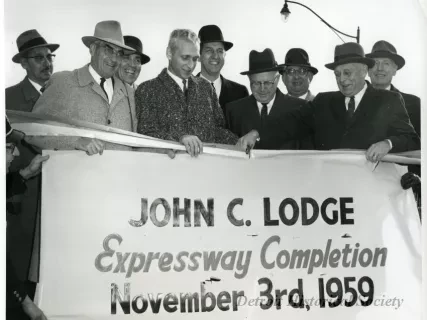 JOHN C. LODGE
Expressway Completion
November 3rd, 1959
Detroit Historical Society